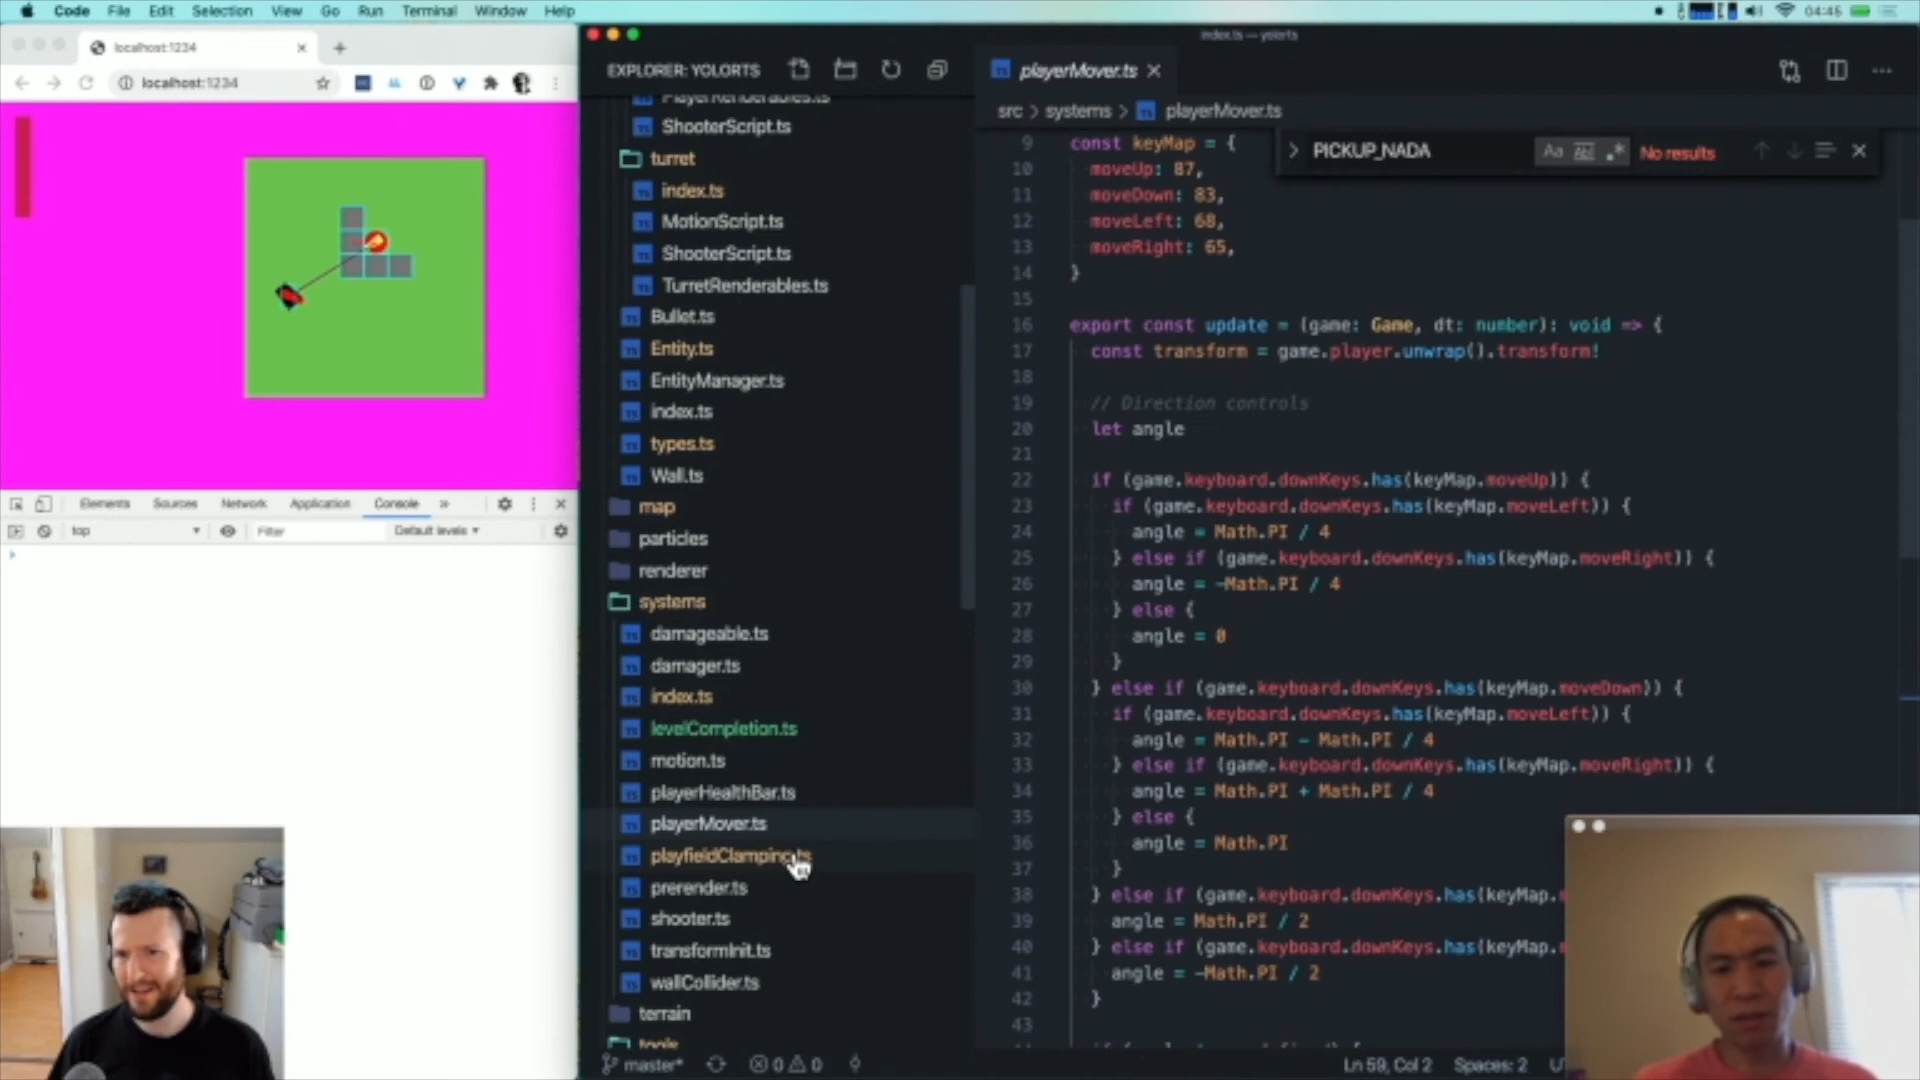 Code File Edit Selection View Go Run Terminal Window Help 04:45
localhost:1234
localhost:1234
Elements Sources Network Application Console
top Filter Default levels
index.ts — yolorts
EXPLORER: YOLORTS
PlayerRenderables.ts
ShooterScript.ts
turret
index.ts
MotionScript.ts
ShooterScript.ts
TurretRenderables.ts
Bullet.ts
Entity.ts
EntityManager.ts
index.ts
types.ts
Wall.ts
map
particles
renderer
systems
damageable.ts
damager.ts
index.ts
levelCompletion.ts
motion.ts
playerHealthBar.ts
playerMover.ts
playfieldClamping.ts
prerender.ts
shooter.ts
transformInit.ts
wallCollider.ts
terrain
tools
master* 0 0
playerMover.ts
src > systems > playerMover.ts
PICKUP_NADA Aa Abl .* No results
9 const keyMap = {
10 moveUp: 87,
11 moveDown: 83,
12 moveLeft: 68,
13 moveRight: 65,
14 }
15
16 export const update = (game: Game, dt: number): void => {
17 const transform = game.player.unwrap().transform!
18
19 // Direction controls
20 let angle
21
22 if (game.keyboard.downKeys.has(keyMap.moveUp)) {
23 if (game.keyboard.downKeys.has(keyMap.moveLeft)) {
24 angle = Math.PI / 4
25 } else if (game.keyboard.downKeys.has(keyMap.moveRight)) {
26 angle = -Math.PI / 4
27 } else {
28 angle = 0
29 }
30 } else if (game.keyboard.downKeys.has(keyMap.moveDown)) {
31 if (game.keyboard.downKeys.has(keyMap.moveLeft)) {
32 angle = Math.PI - Math.PI / 4
33 } else if (game.keyboard.downKeys.has(keyMap.moveRight)) {
34 angle = Math.PI + Math.PI / 4
35 } else {
36 angle = Math.PI
37 }
38 } else if (game.keyboard.downKeys.has(keyMap.
39 angle = Math.PI / 2
40 } else if (game.keyboard.downKeys.has(keyMap.
41 angle = -Math.PI / 2
42 }
43
Ln 59, Col 2 Spaces: 2